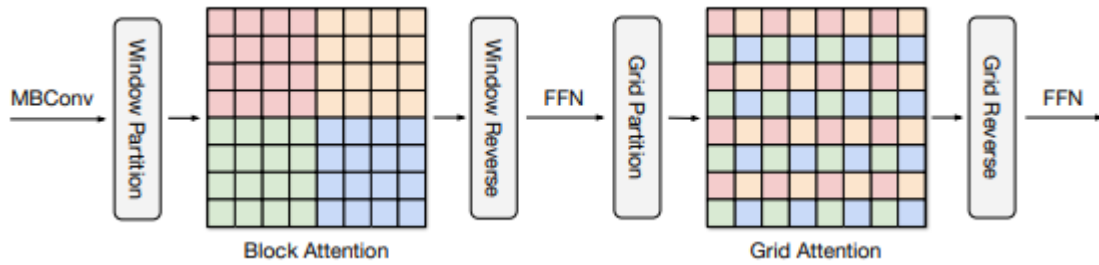 MBConv
Window Partition
Block Attention
Window Reverse
FFN
Grid Partition
Grid Attention
Grid Reverse
FFN